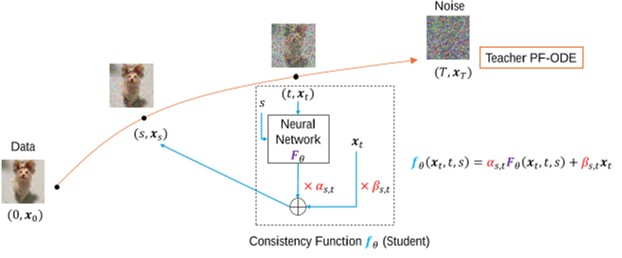 Noise
(T, x_T)
Teacher PF-ODE
(t, x_t)
s
(s, x_s)
Neural
Network
F_θ
x_t
Data
f_θ(x_t, t, s) = α_{s,t}F_θ(x_t, t, s) + β_{s,t}x_t
× α_{s,t}
× β_{s,t}
(0, x_0)
Consistency Function f_θ (Student)